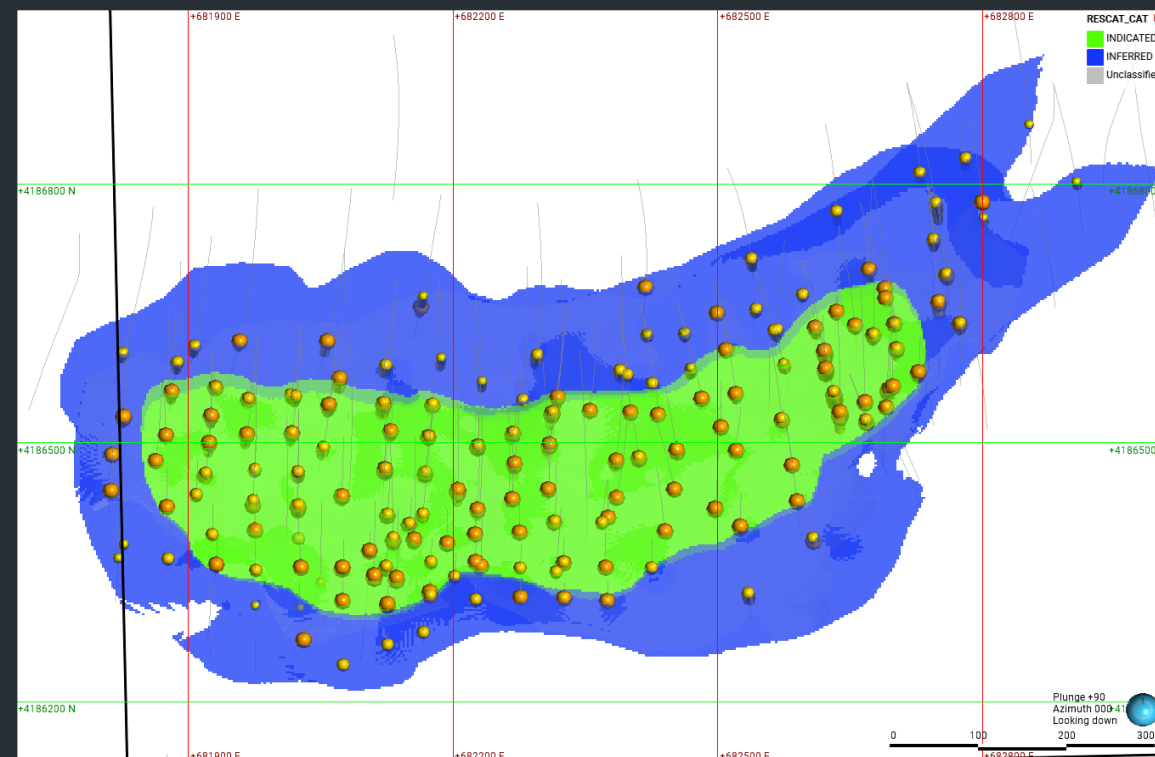 +681900 E
+682200 E
+682500 E
+682800 E
RESCAT_CAT
INDICATED
INFERRED
Unclassifie
+4186800 N
+418680
+4186500 N
+4186500
+4186200 N
Plunge +90
Azimuth 000
Looking down
0 100 200 300
+681900 E
+682200 E
+682500 E
+682800 E